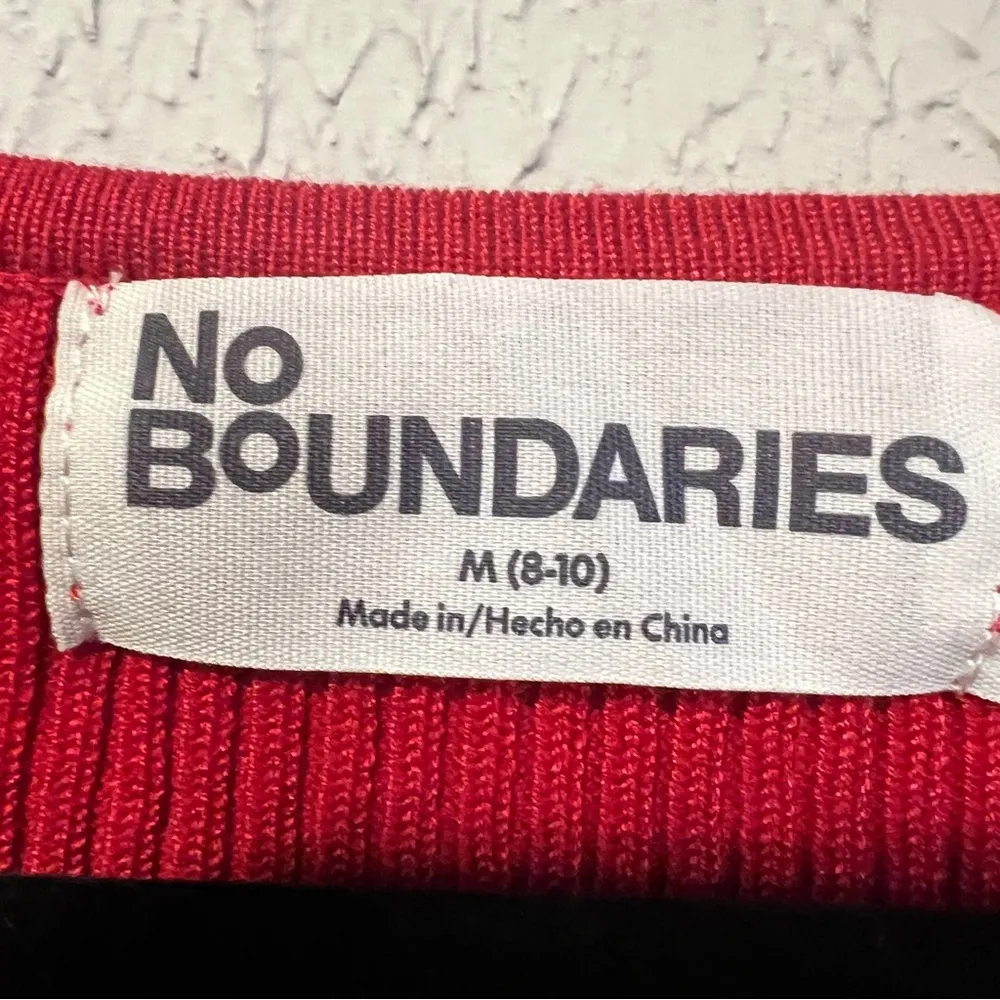 No
BoUNDARIES
M (8-10)
Made in/Hecho en China